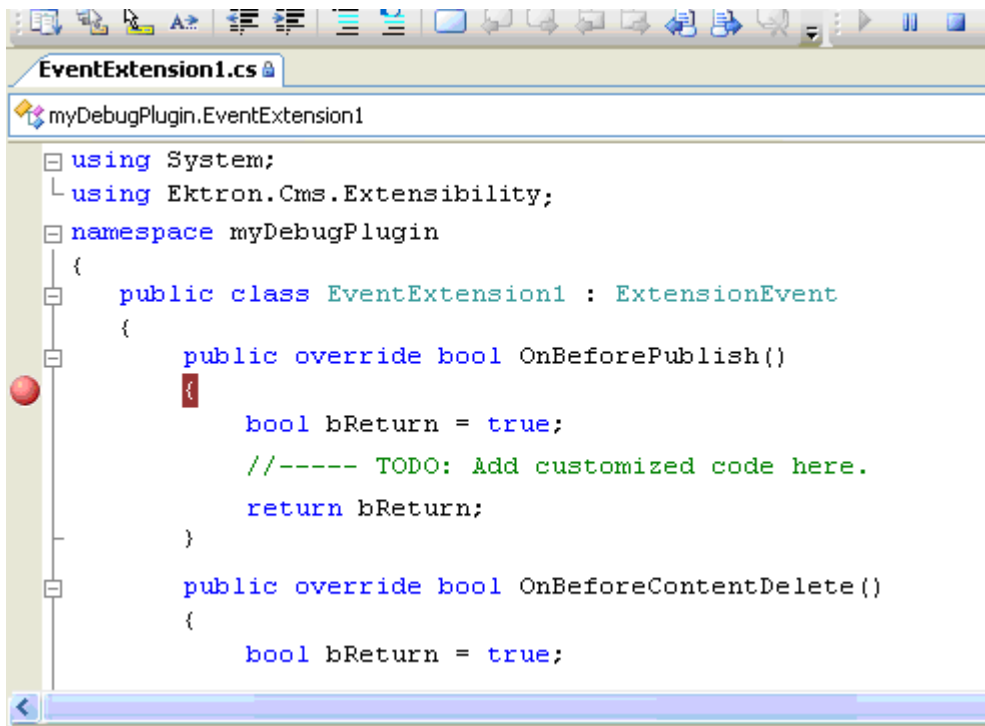 EventExtension1.cs
myDebugPlugin.EventExtension1
using System;
using Ektron.Cms.Extensibility;
namespace myDebugPlugin
{
public class EventExtension1 : ExtensionEvent
{
public override bool OnBeforePublish()
{
bool bReturn = true;
//----- TODO: Add customized code here.
return bReturn;
}
public override bool OnBeforeContentDelete()
{
bool bReturn = true;